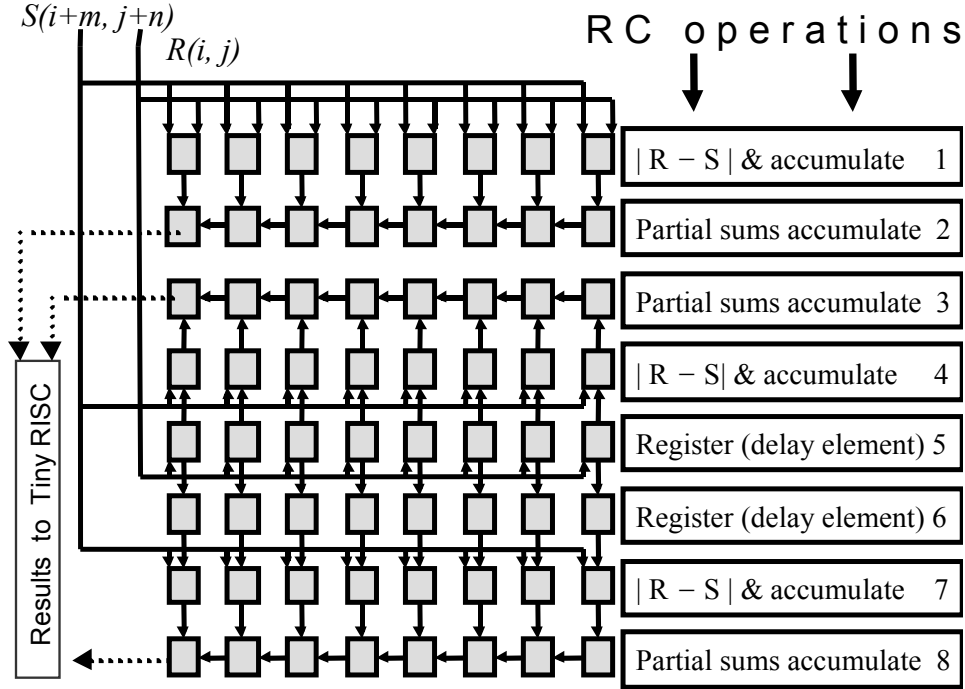 S(i+m, j+n)
R(i, j)
RC operations
| R − S | & accumulate 1
Partial sums accumulate 2
Partial sums accumulate 3
| R − S| & accumulate 4
Register (delay element) 5
Register (delay element) 6
| R − S | & accumulate 7
Partial sums accumulate 8
Results to Tiny RISC